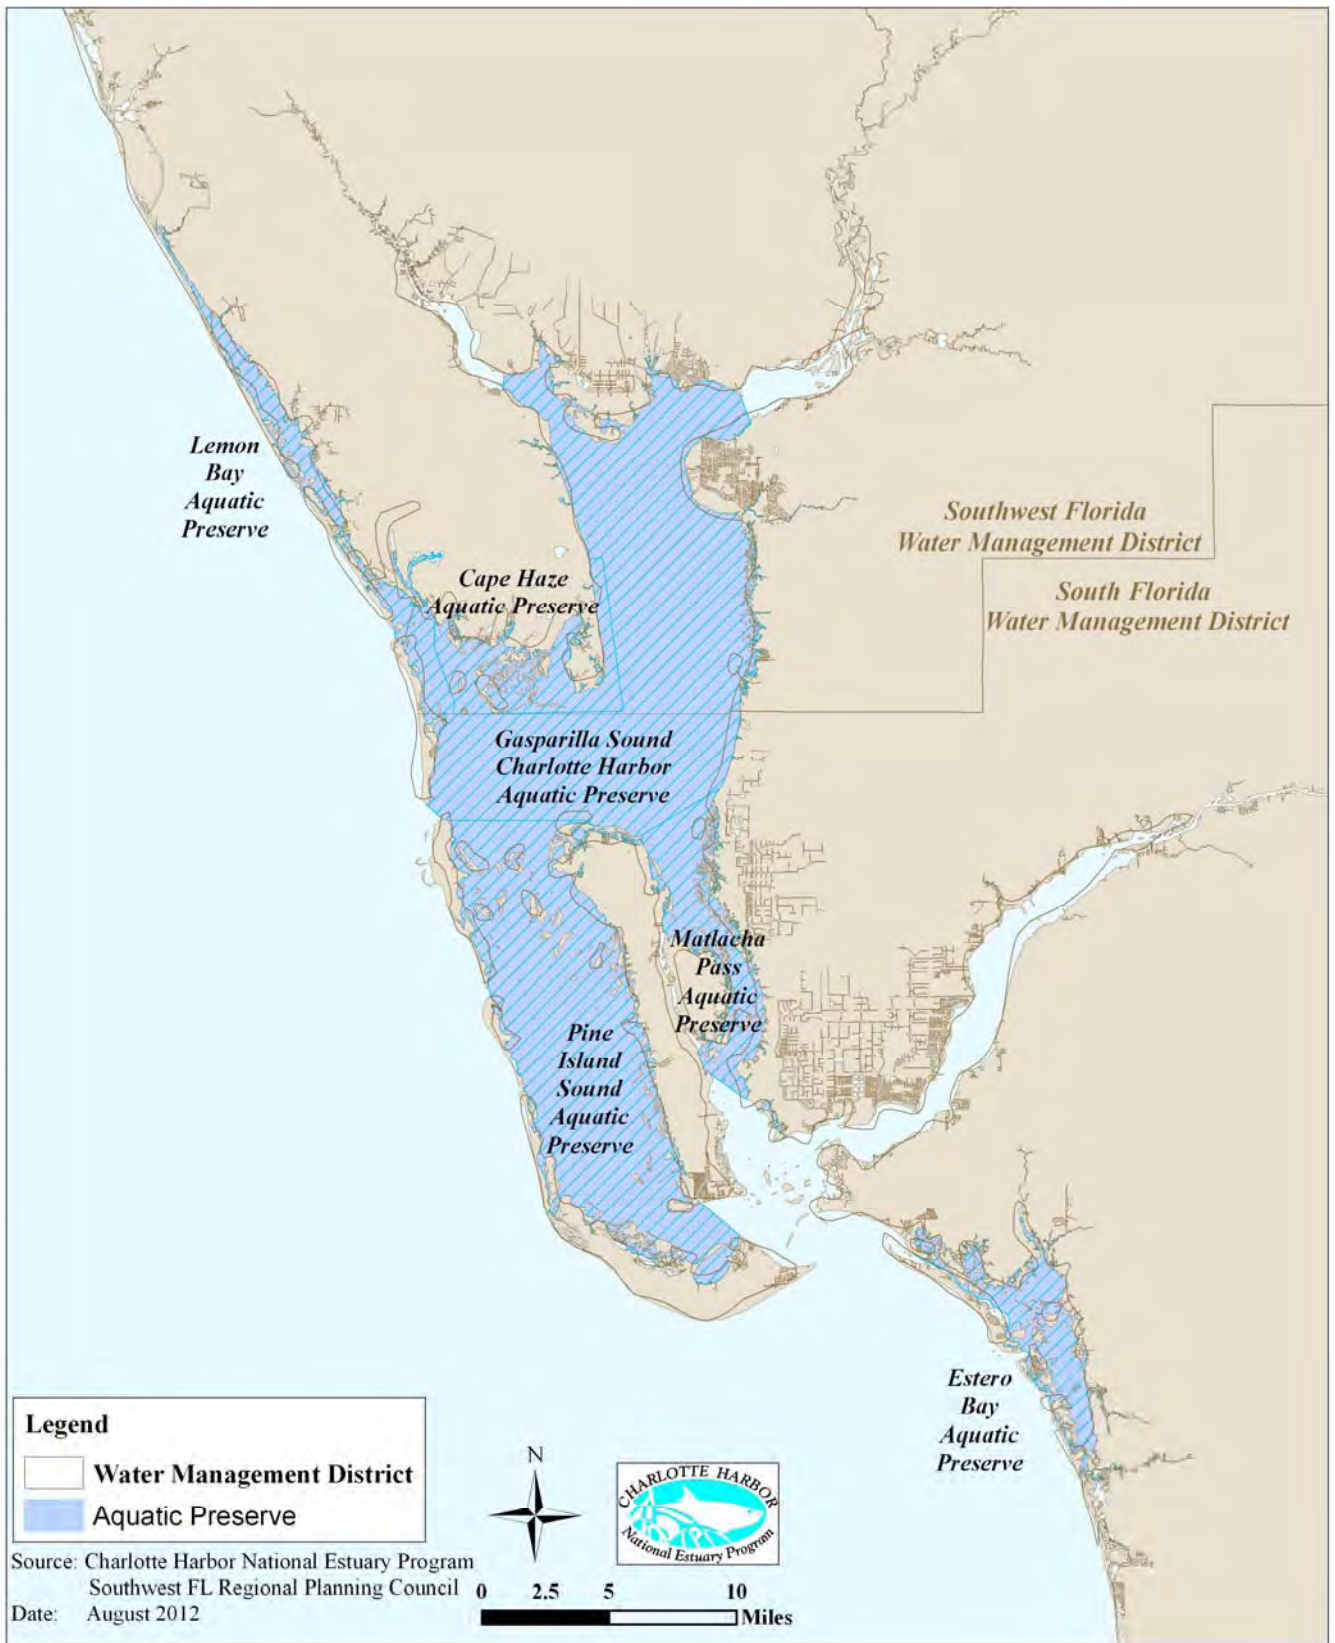 Lemon
Bay
Aquatic
Preserve
Southwest Florida
Water Management District
Cape Haze
Aquatic Preserve
South Florida
Water Management District
Gasparilla Sound
Charlotte Harbor
Aquatic Preserve
Matlacha
Pass
Aquatic
Preserve
Pine
Island
Sound
Aquatic
Preserve
Estero
Bay
Aquatic
Preserve
Legend
Water Management District
Aquatic Preserve
N
CHARLOTTE HARBOR
National Estuary Program
Source: Charlotte Harbor National Estuary Program
Southwest FL Regional Planning Council
Date: August 2012
0 2.5 5 10
Miles